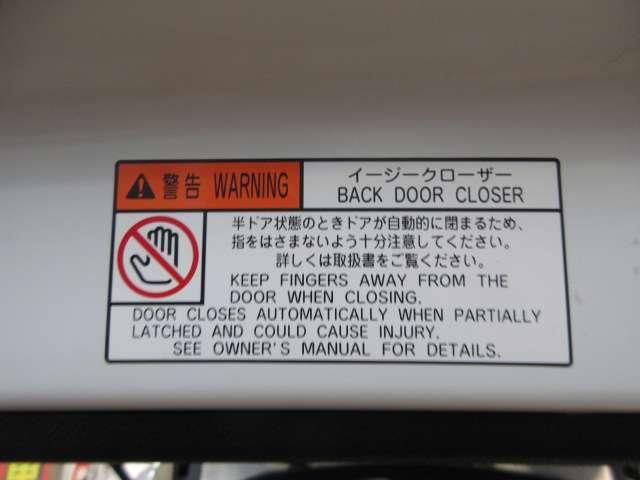 警告 WARNING
イージークローザー
BACK DOOR CLOSER
半ドア状態のときドアが自動的に閉まるため、
指をはさまないよう十分注意してください。
詳しくは取扱書をご覧ください。
KEEP FINGERS AWAY FROM THE
DOOR WHEN CLOSING.
DOOR CLOSES AUTOMATICALLY WHEN PARTIALLY
LATCHED AND COULD CAUSE INJURY.
SEE OWNER'S MANUAL FOR DETAILS.